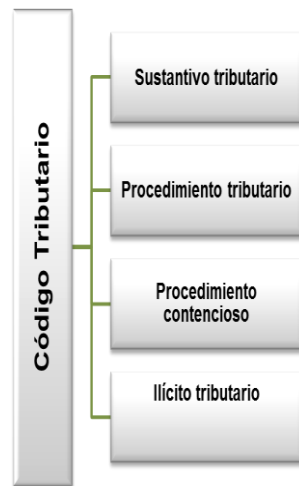 Código Tributario
Sustantivo tributario
Procedimiento tributario
Procedimiento
contencioso
Ilícito tributario